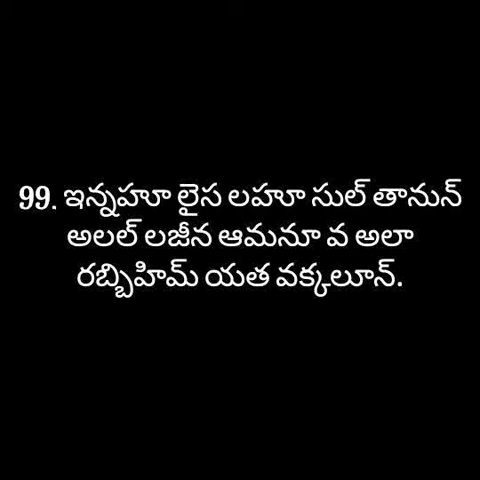 99. ఇన్నహూ లైస లహూ సుల్ తానున్
అలల్ లజీన ఆమనూ వ అలా
రబ్బిహిమ్ యత వక్కలూన్.